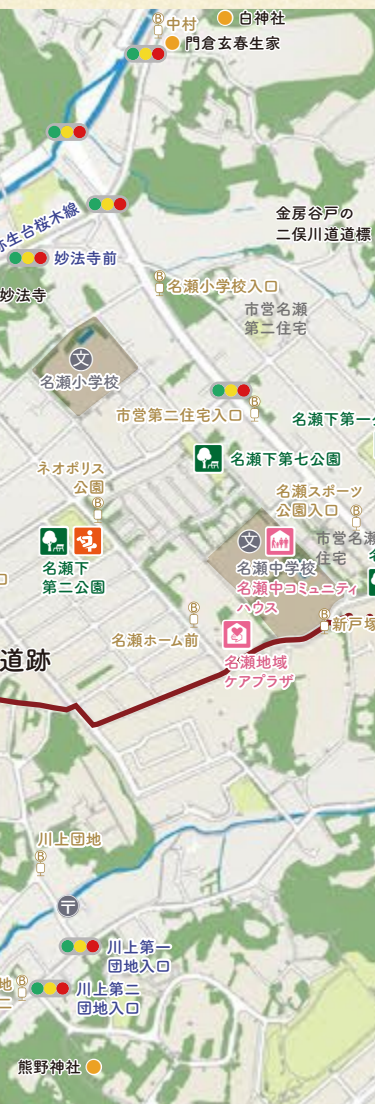 白神社
中村
門倉玄春生家
金房谷戸の
二俣川道道標
弥生台桜木線
妙法寺前
妙法寺
名瀬小学校入口
市営名瀬
第二住宅
文
名瀬小学校
市営第二住宅入口
名瀬下第一公
名瀬下第七公園
ネオポリス
公園
名瀬スポーツ
公園入口
市営名瀬
住宅
名瀬下
第二公園
文
名瀬中学校
名瀬中コミュニティ
ハウス
名瀬ホーム前
新戸塚
道跡
名瀬地域
ケアプラザ
川上団地
〒
川上第一
団地入口
川上第二
団地入口
熊野神社